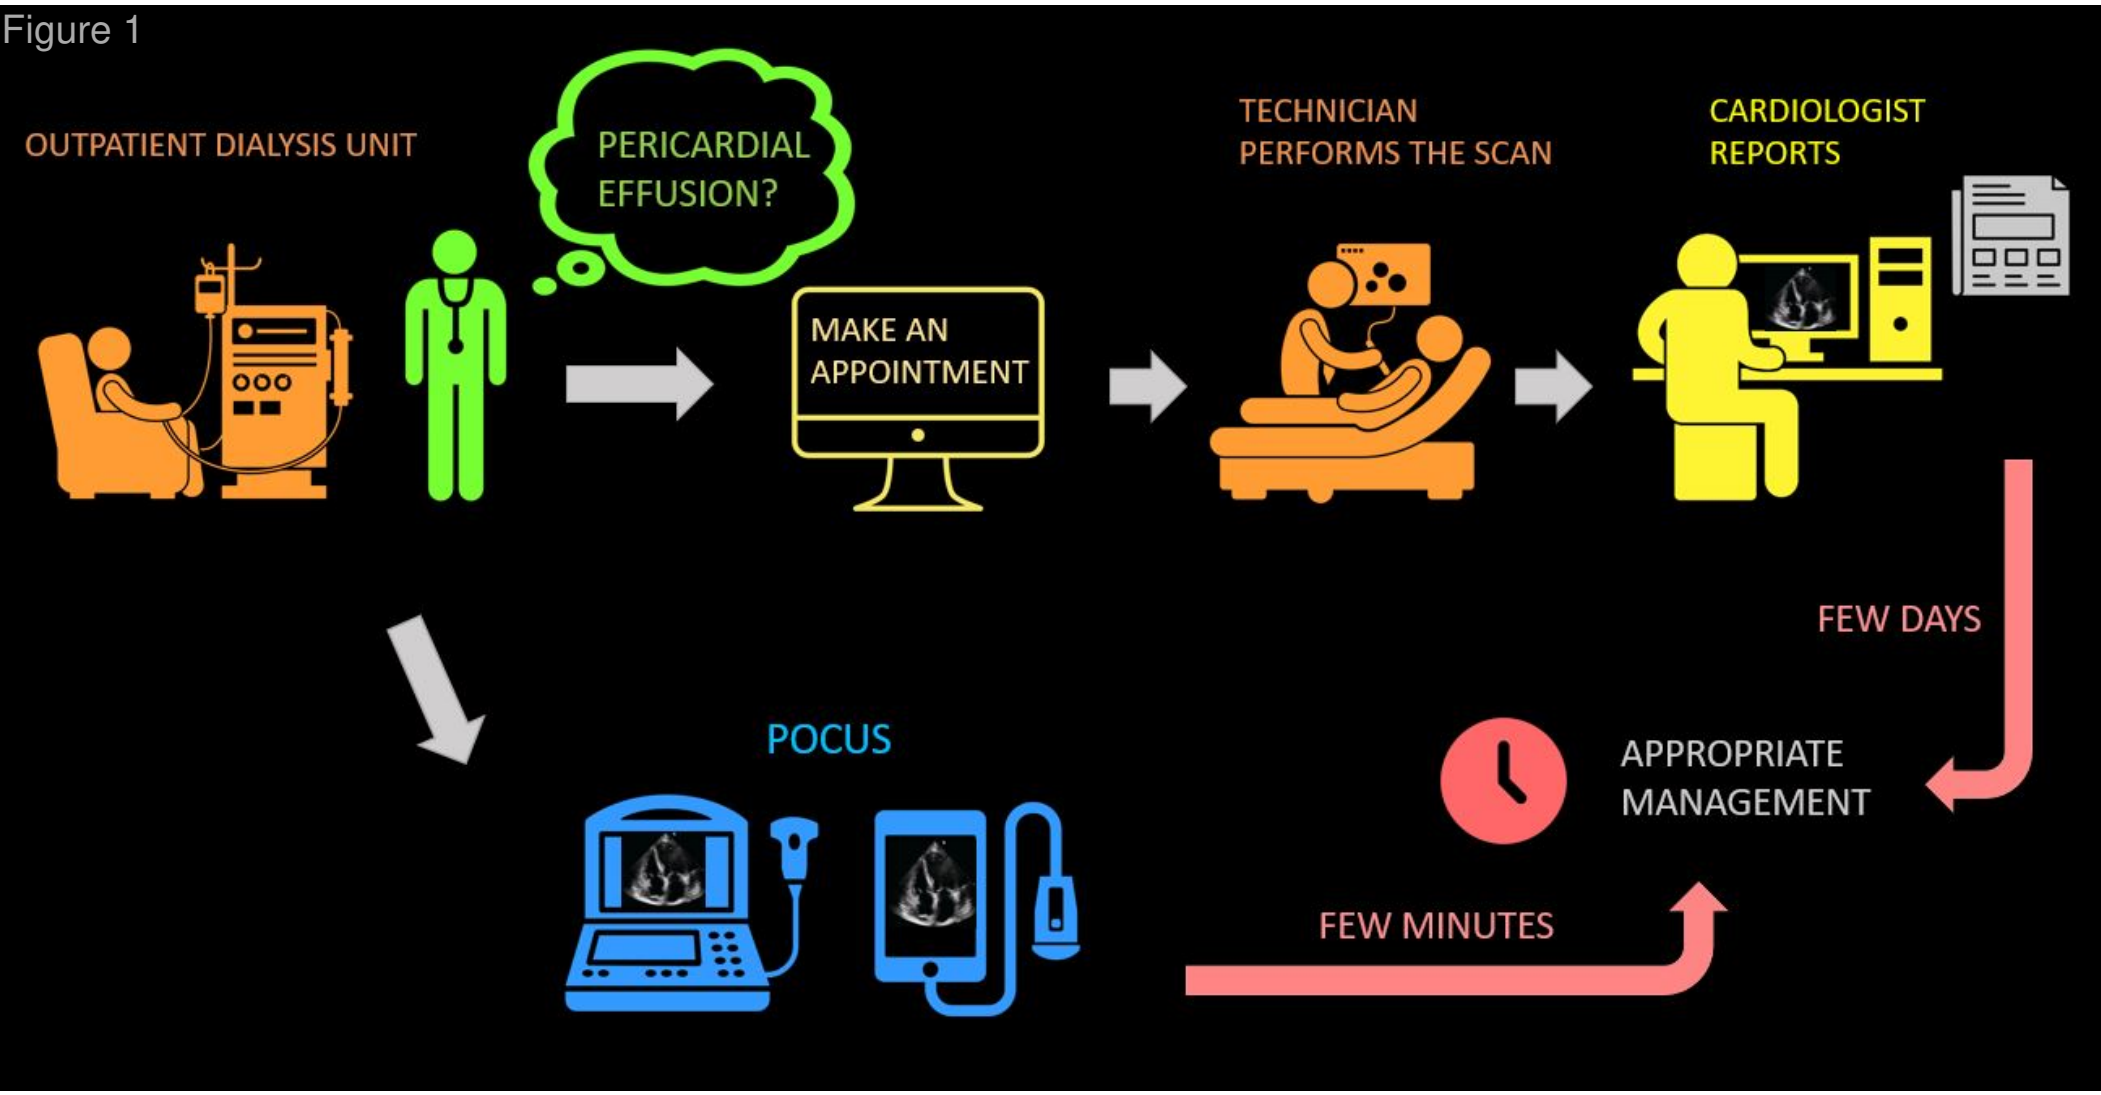 Figure 1
OUTPATIENT DIALYSIS UNIT
PERICARDIAL
EFFUSION?
MAKE AN
APPOINTMENT
TECHNICIAN
PERFORMS THE SCAN
CARDIOLOGIST
REPORTS
FEW DAYS
POCUS
APPROPRIATE
MANAGEMENT
FEW MINUTES